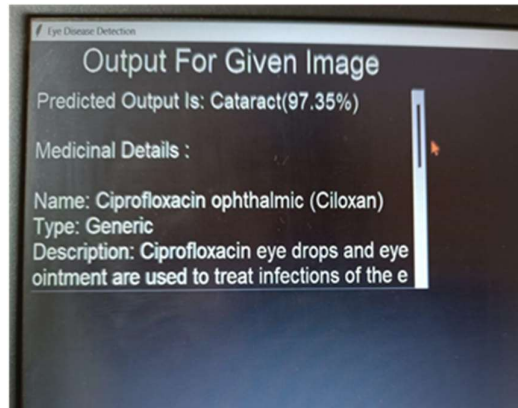 Eye Disease Detection
Output For Given Image
Predicted Output Is: Cataract(97.35%)
Medicinal Details :
Name: Ciprofloxacin ophthalmic (Ciloxan)
Type: Generic
Description: Ciprofloxacin eye drops and eye
ointment are used to treat infections of the e